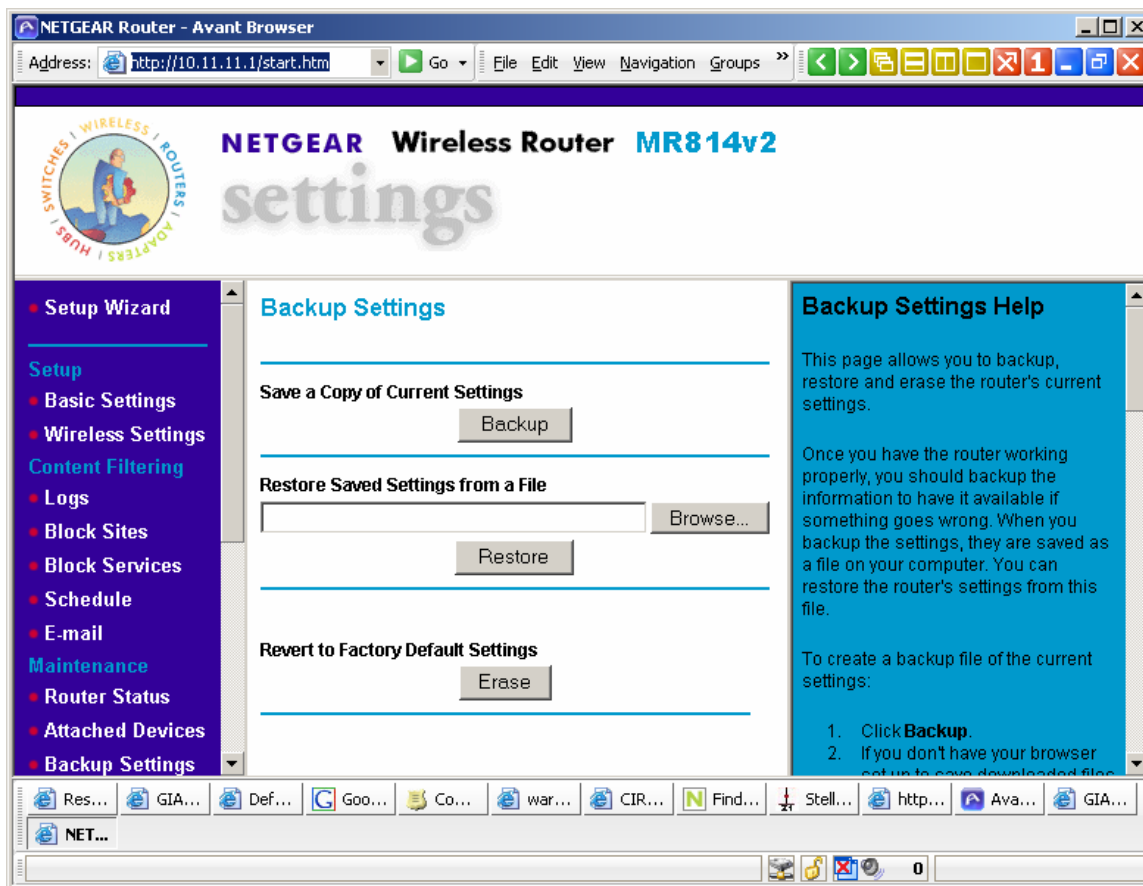 NETGEAR Router - Avant Browser
Address: http://10.11.11.1/start.htm Go File Edit View Navigation Groups » 1
SWITCHES | WIRELESS | ROUTERS | ADAPTERS | HUBS
NETGEAR Wireless Router MR814v2
settings
Setup Wizard
Setup
Basic Settings
Wireless Settings
Content Filtering
Logs
Block Sites
Block Services
Schedule
E-mail
Maintenance
Router Status
Attached Devices
Backup Settings
Backup Settings
Save a Copy of Current Settings
Backup
Restore Saved Settings from a File
Browse...
Restore
Revert to Factory Default Settings
Erase
Backup Settings Help
This page allows you to backup,
restore and erase the router's current
settings.
Once you have the router working
properly, you should backup the
information to have it available if
something goes wrong. When you
backup the settings, they are saved as
a file on your computer. You can
restore the router's settings from this
file.
To create a backup file of the current
settings:
1. Click Backup.
2. If you don't have your browser
set up to save downloaded files
Res... GIA... Def... Goo... Co... war... CIR... Find... Stell... http... Ava... GIA...
NET...
0